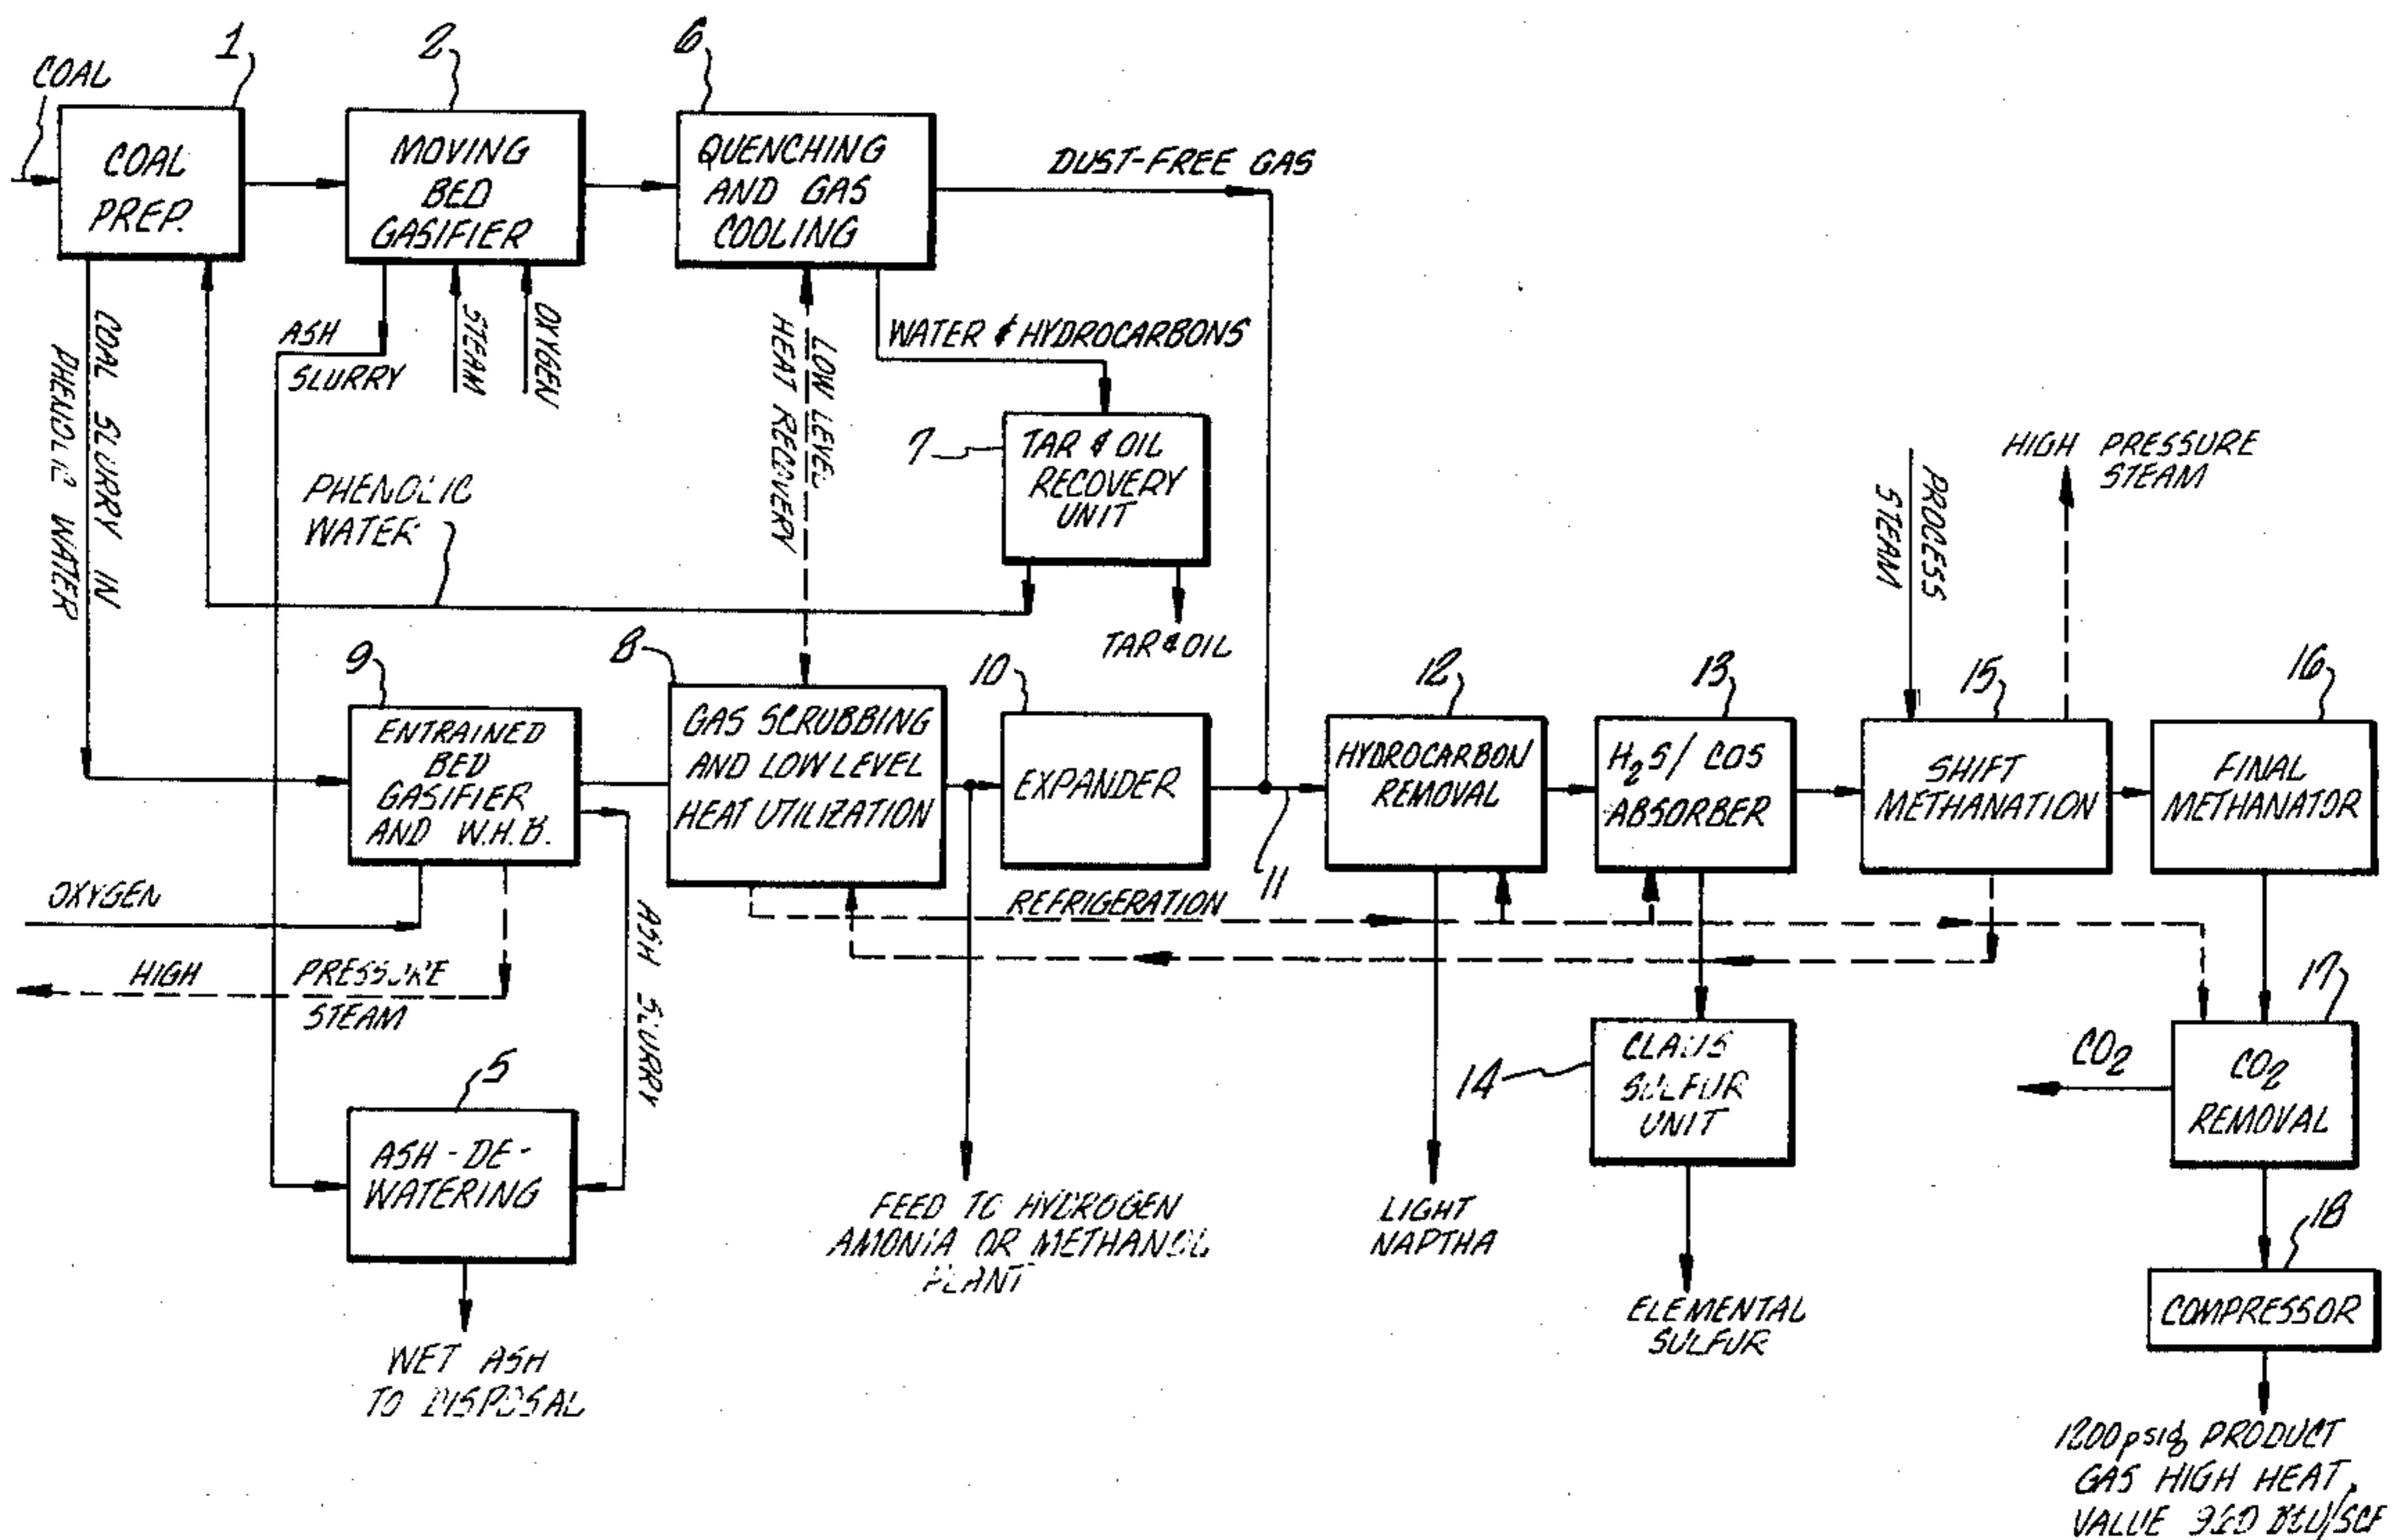 COAL
1
COAL
PREP.
2
MOVING
BED
GASIFIER
6
QUENCHING
AND GAS
COOLING
DUST-FREE GAS
ASH
SLURRY
STEAM
OXYGEN
LOW LEVEL
HEAT RECOVERY
WATER & HYDROCARBONS
COAL SLURRY IN
PHENOLIC WATER
PHENOLIC
WATER
7
TAR & OIL
RECOVERY
UNIT
TAR & OIL
PROCESS
STEAM
HIGH PRESSURE
STEAM
9
ENTRAINED
BED
GASIFIER
AND W.H.B.
8
GAS SCRUBBING
AND LOW LEVEL
HEAT UTILIZATION
10
EXPANDER
11
12
HYDROCARBON
REMOVAL
13
H2S/COS
ABSORBER
15
SHIFT
METHANATION
16
FINAL
METHANATOR
OXYGEN
HIGH PRESSURE
STEAM
ASH SLURRY
REFRIGERATION
5
ASH-DE-
WATERING
WET ASH
TO DISPOSAL
FEED TO HYDROGEN
AMONIA OR METHANOL
PLANT
LIGHT
NAPTHA
14
CLAUS
SULFUR
UNIT
ELEMENTAL
SULFUR
17
CO2
REMOVAL
CO2
18
COMPRESSOR
1200 psig PRODUCT
GAS HIGH HEAT
VALUE BTU/SCF